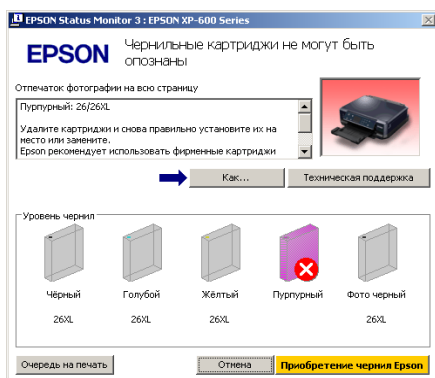 EPSON Status Monitor 3 : EPSON XP-600 Series
EPSON
Чернильные картриджи не могут быть
опознаны
Отпечаток фотографии на всю страницу
Пурпурный: 26/26XL
Удалите картриджи и снова правильно установите их на
место или замените.
Epson рекомендует использовать фирменные картриджи
Как...
Техническая поддержка
Уровень чернил
Чёрный
Голубой
Жёлтый
Пурпурный
Фото черный
26XL
26XL
26XL
26XL
Очередь на печать
Отмена
Приобретение чернил Epson